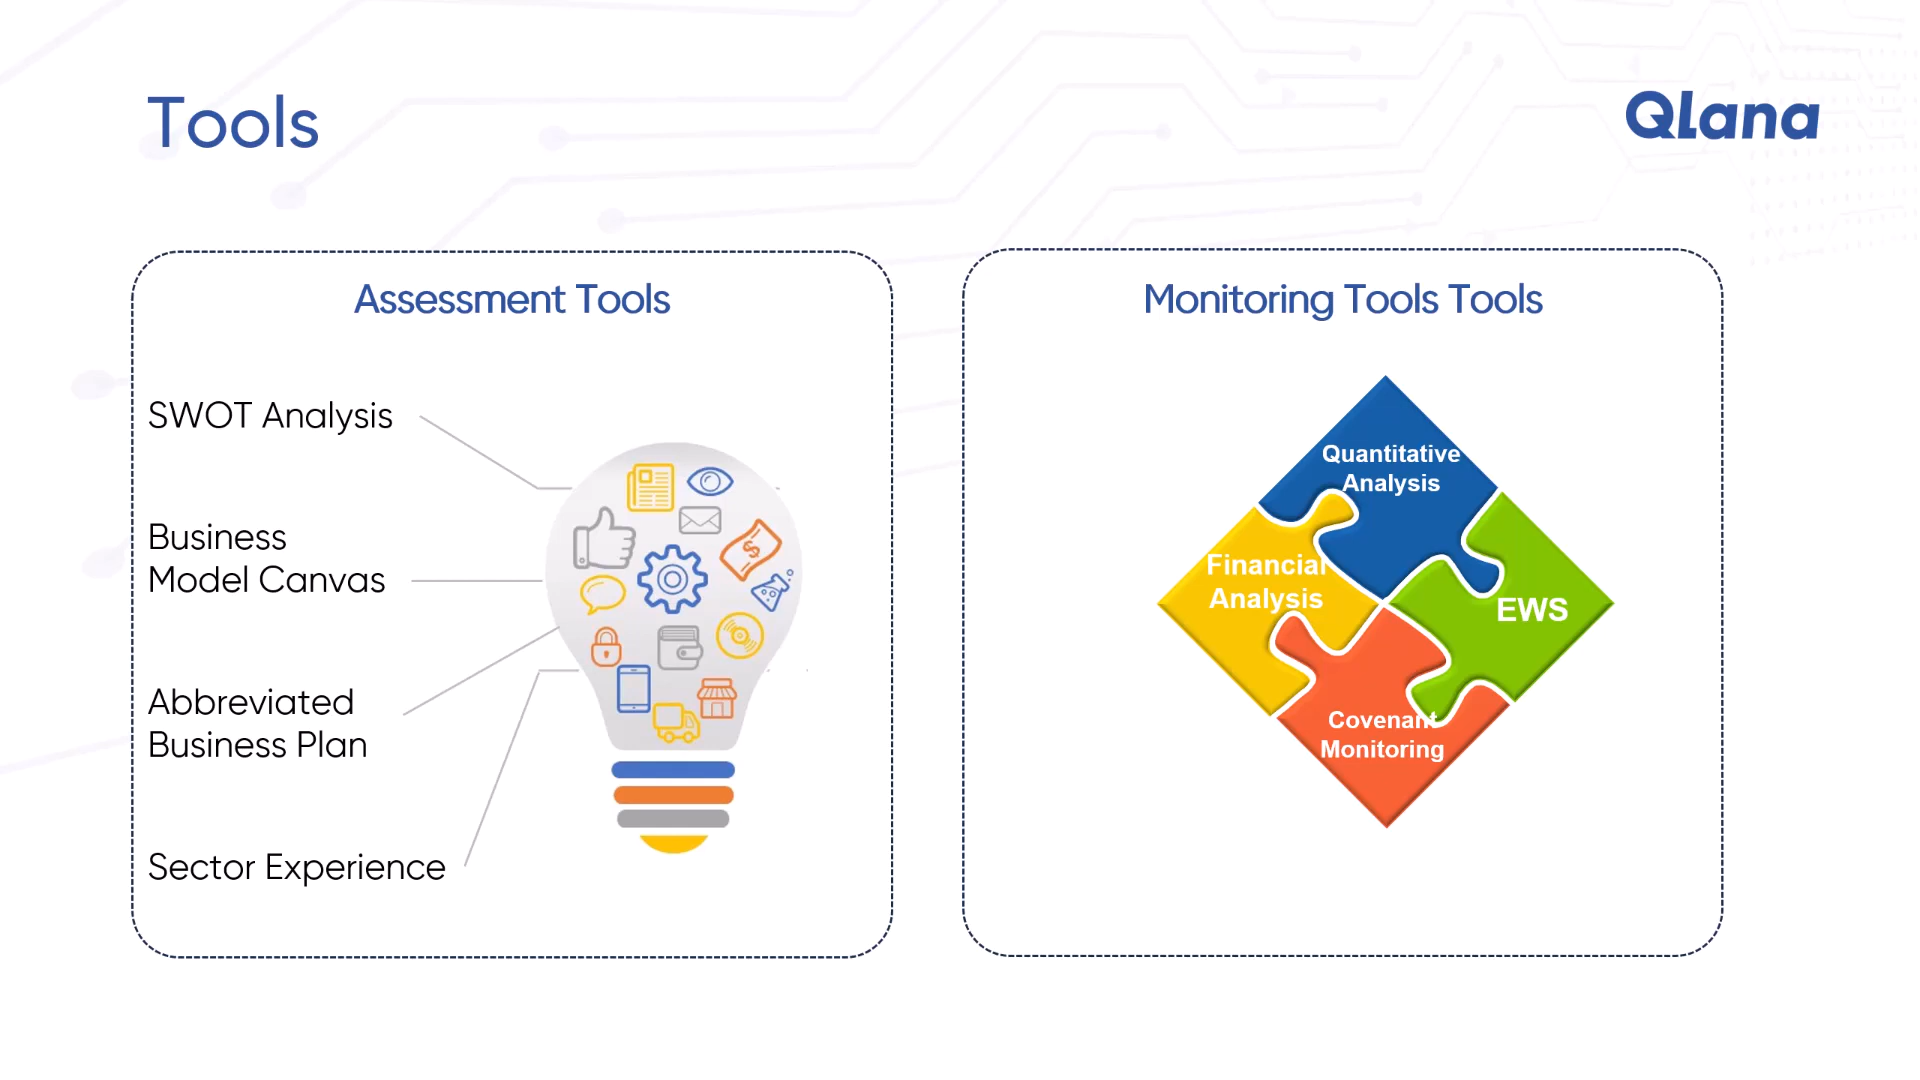 Tools
QLana
Assessment Tools
SWOT Analysis
Business
Model Canvas
Abbreviated
Business Plan
Sector Experience
Monitoring Tools Tools
Quantitative
Analysis
Financial
Analysis
EWS
Covenant
Monitoring